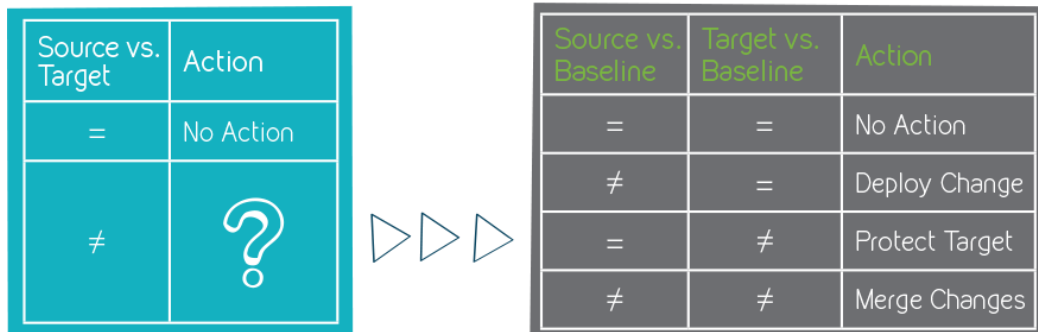 Source vs.
Target
Action
=
No Action
≠
?
Source vs.
Baseline
Target vs.
Baseline
Action
=
=
No Action
≠
=
Deploy Change
=
≠
Protect Target
≠
≠
Merge Changes